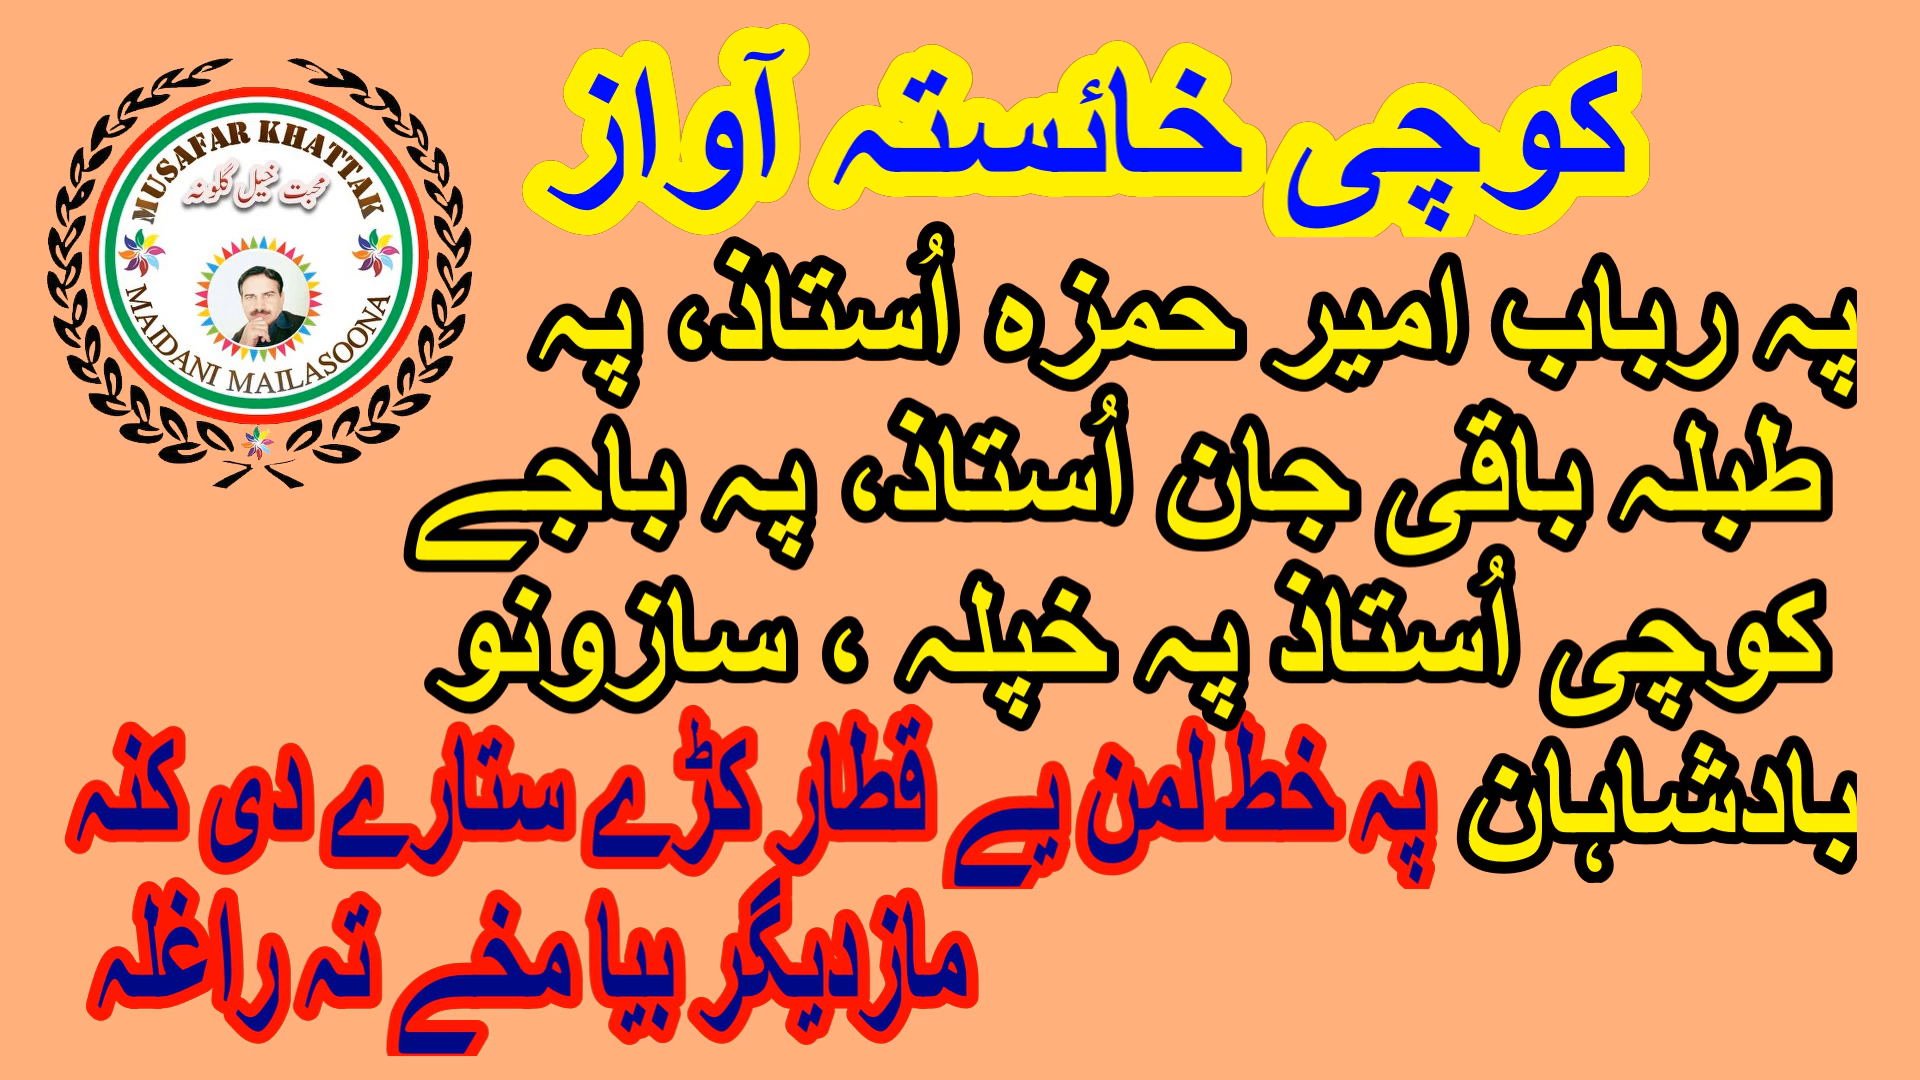 کوچی خائستہ آواز
پہ رباب امیر حمزہ اُستاذ، پہ
طبلہ باقی جان اُستاذ، پہ باجے
کوچی اُستاذ پہ خپلہ ، سازونو
بادشاہان پہ خط لمن یے قطار کڑے ستارے دی کنہ
مازدیگر بیا مخے تہ راغلہ
MUSAFAR KHATTAK
محبت خیل گلونہ
MAIDANI MAILASOONA